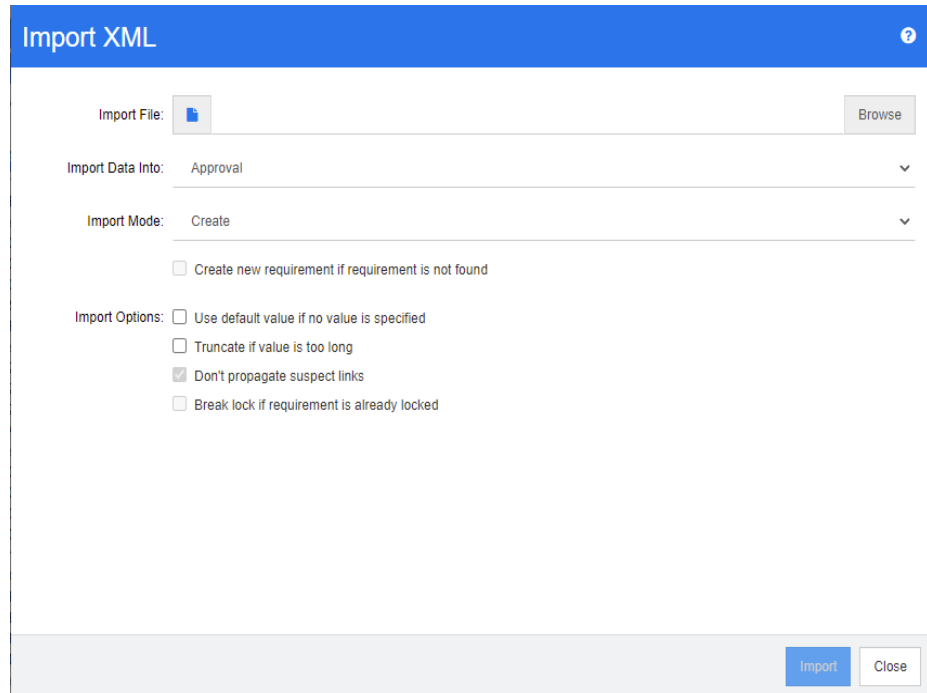 Import XML
Import File: Browse
Import Data Into: Approval
Import Mode: Create
Create new requirement if requirement is not found
Import Options: Use default value if no value is specified
Truncate if value is too long
Don't propagate suspect links
Break lock if requirement is already locked
Import Close